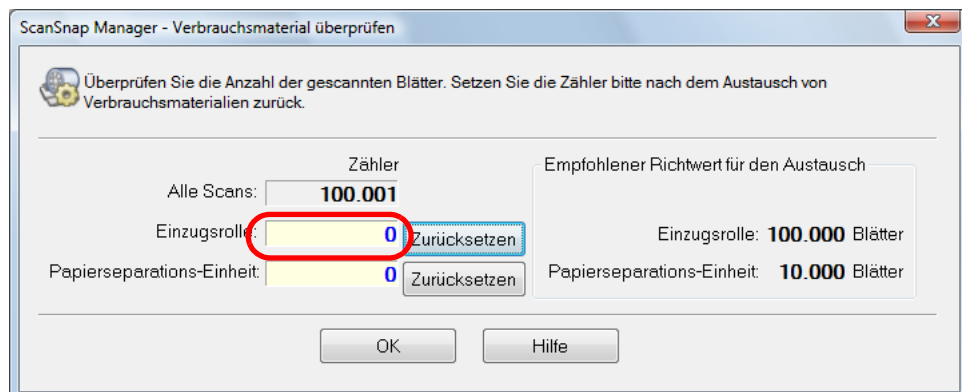 ScanSnap Manager - Verbrauchsmaterial überprüfen
Überprüfen Sie die Anzahl der gescannten Blätter. Setzen Sie die Zähler bitte nach dem Austausch von
Verbrauchsmaterialien zurück.
Zähler
Alle Scans: 100.001
Einzugsrolle: 0 Zurücksetzen
Papierseparations-Einheit: 0 Zurücksetzen
Empfohlener Richtwert für den Austausch
Einzugsrolle: 100.000 Blätter
Papierseparations-Einheit: 10.000 Blätter
OK
Hilfe